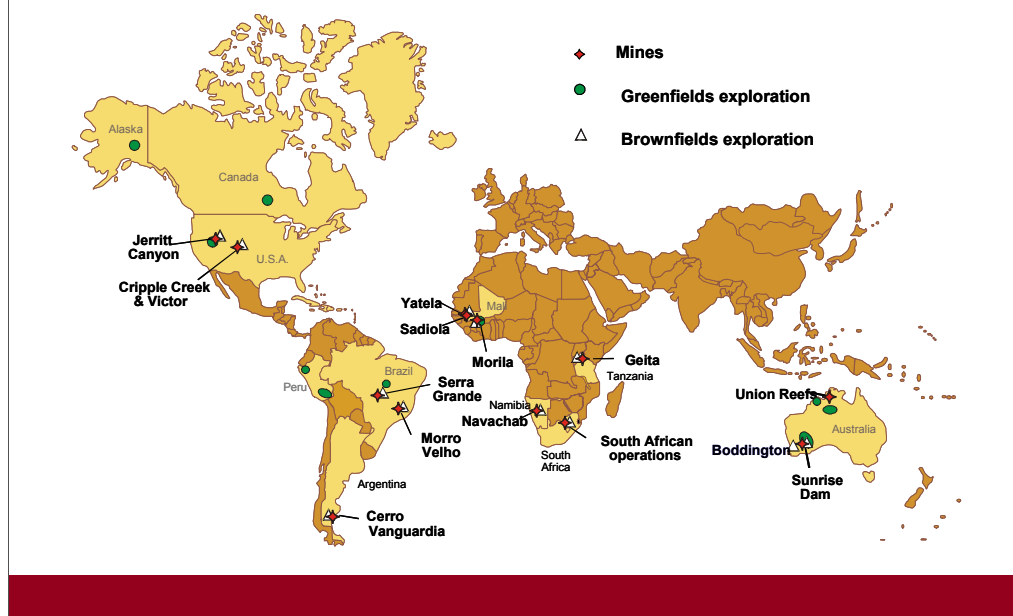 Mines
Greenfields exploration
Brownfields exploration
Alaska
Canada
Jerritt
Canyon
U.S.A.
Cripple Creek
& Victor
Yatela
Mali
Sadiola
Morila
Geita
Tanzania
Brazil
Peru
Serra
Grande
Namibia
Navachab
Union Reefs
Australia
Morro
Velho
South African
operations
Boddington
South
Africa
Sunrise
Dam
Argentina
Cerro
Vanguardia